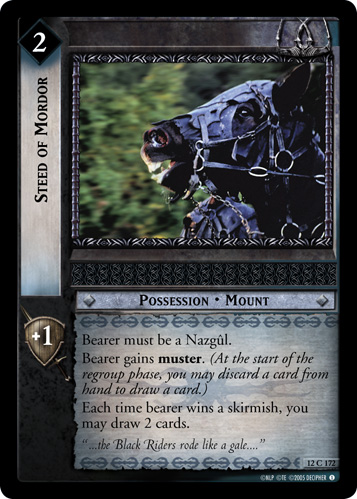 2
STEED OF MORDOR
POSSESSION • MOUNT
+1
Bearer must be a Nazgûl.
Bearer gains muster. (At the start of the
regroup phase, you may discard a card from
hand to draw a card.)
Each time bearer wins a skirmish, you
may draw 2 cards.
"...the Black Riders rode like a gale...."
12 C 172
©NLP ©TE ©2005 DECIPHER